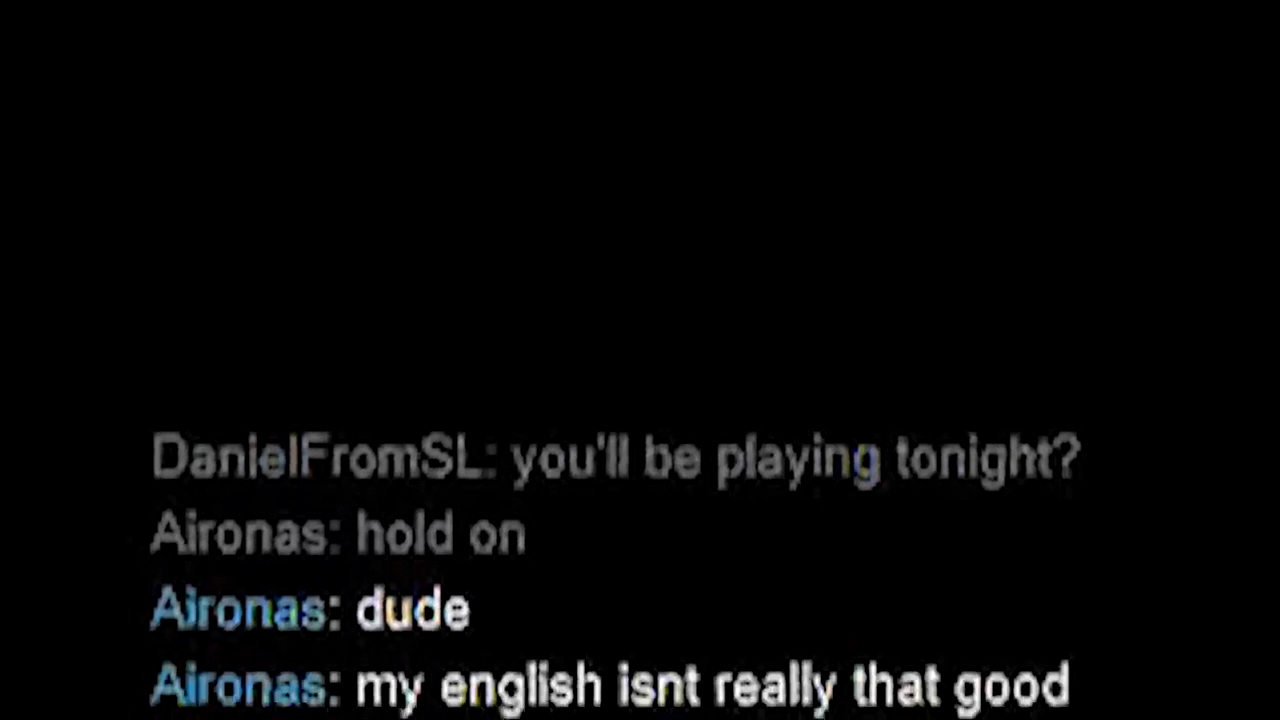 DanielFromSL: you'll be playing tonight?
Aironas: hold on
Aironas: dude
Aironas: my english isnt really that good